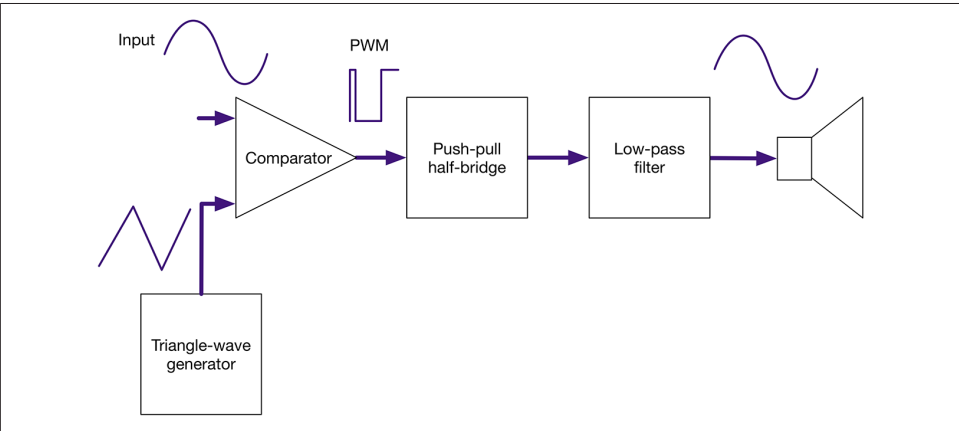 Input
PWM
Comparator
Push-pull
half-bridge
Low-pass
filter
Triangle-wave
generator